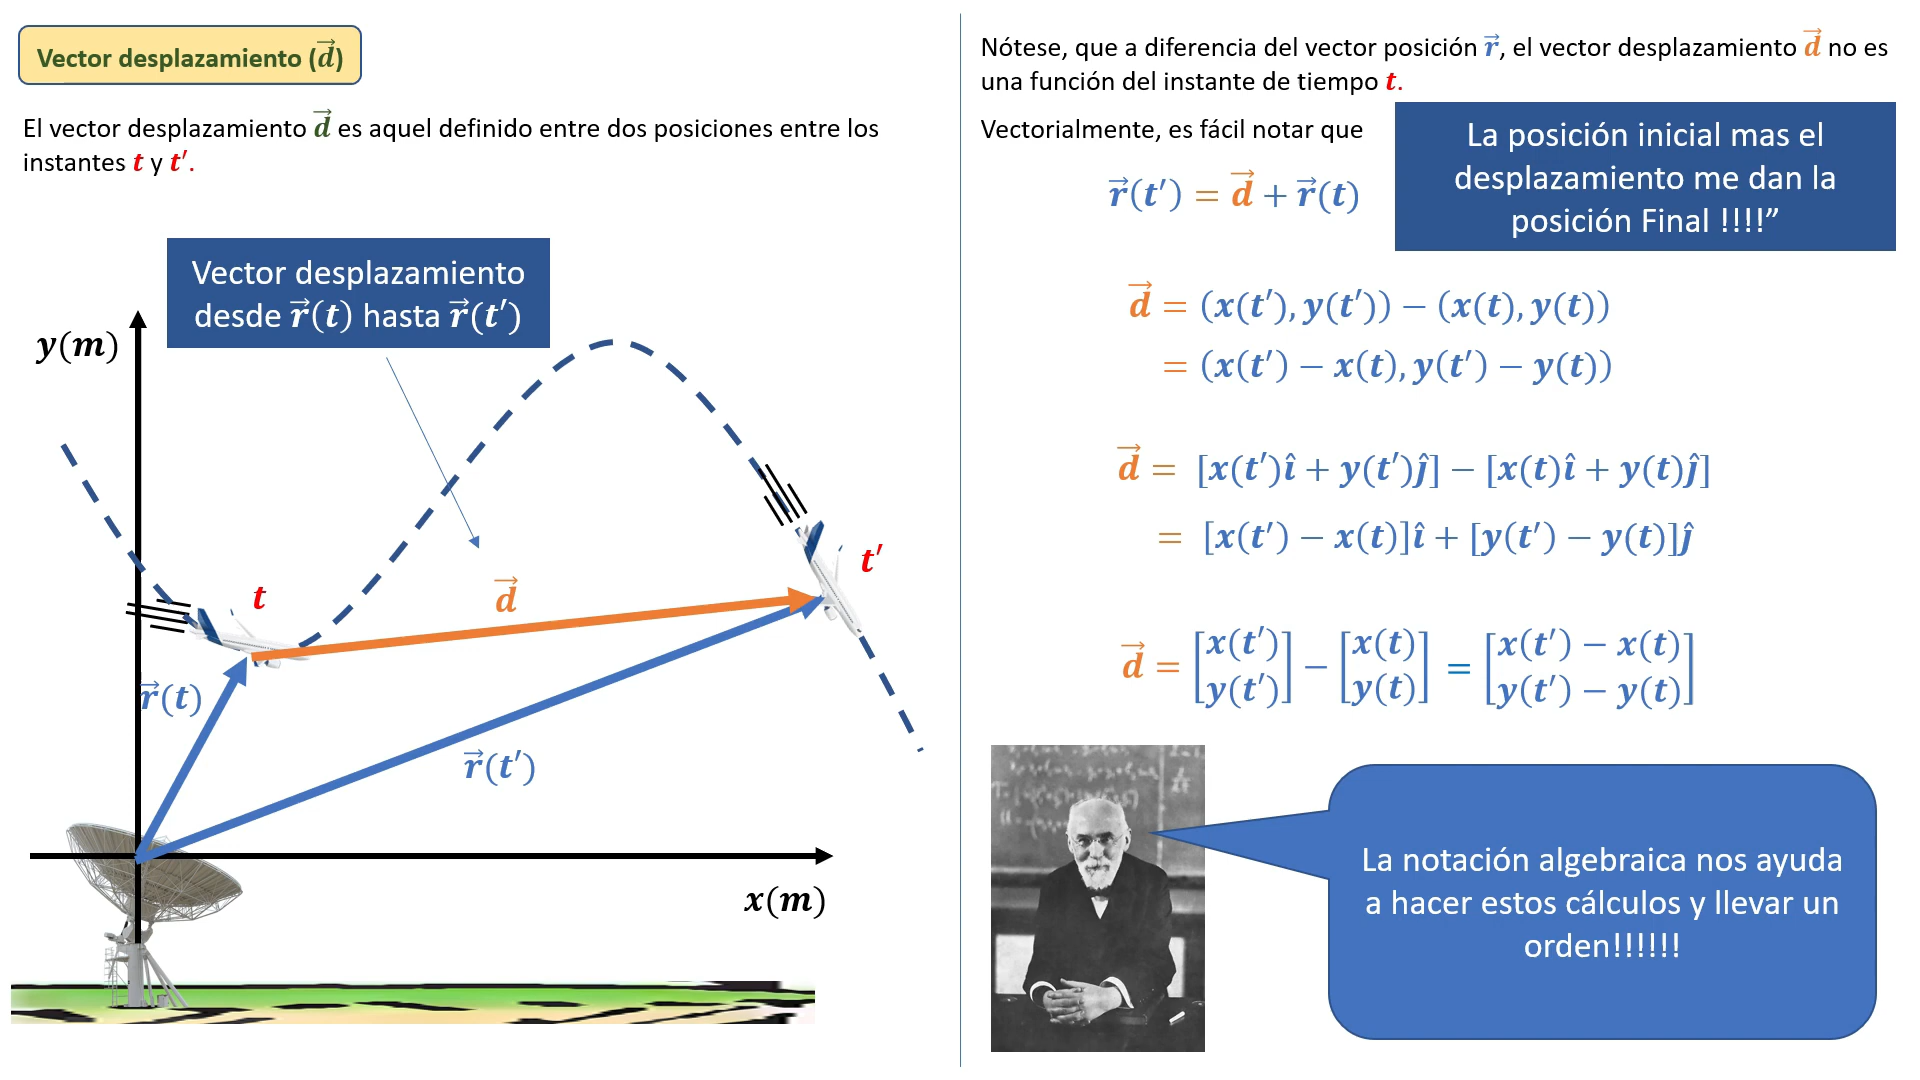 Vector desplazamiento (d⃗)
El vector desplazamiento d⃗ es aquel definido entre dos posiciones entre los
instantes t y t′.
Vector desplazamiento
desde r⃗(t) hasta r⃗(t′)
y(m)
t
t′
d⃗
r⃗(t)
r⃗(t′)
x(m)
Nótese, que a diferencia del vector posición r⃗, el vector desplazamiento d⃗ no es
una función del instante de tiempo t.
Vectorialmente, es fácil notar que
r⃗(t′) = d⃗ + r⃗(t)
La posición inicial mas el
desplazamiento me dan la
posición Final !!!!”
d⃗ = (x(t′), y(t′)) − (x(t), y(t))
= (x(t′) − x(t), y(t′) − y(t))
d⃗ = [x(t′)î + y(t′)ĵ] − [x(t)î + y(t)ĵ]
= [x(t′) − x(t)]î + [y(t′) − y(t)]ĵ
d⃗ = [x(t′) y(t′)] − [x(t) y(t)] = [x(t′) − x(t) y(t′) − y(t)]
La notación algebraica nos ayuda
a hacer estos cálculos y llevar un
orden!!!!!!